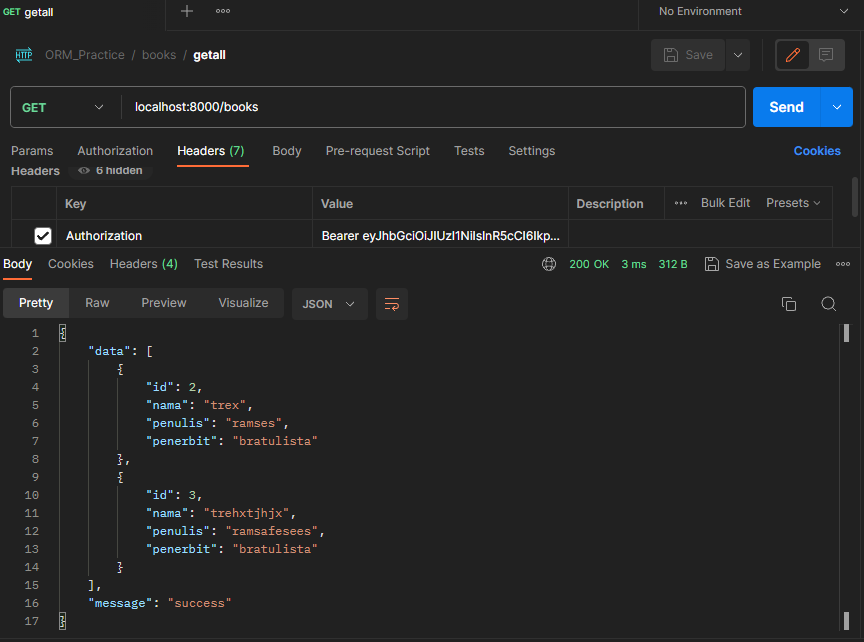 GET getall
No Environment
HTTP ORM_Practice / books / getall
Save
GET localhost:8000/books
Send
Params Authorization Headers (7) Body Pre-request Script Tests Settings Cookies
Headers 6 hidden
Key Value Description Bulk Edit Presets
Authorization Bearer eyJhbGciOiJIUzI1NiIsInR5cCI6Ikp...
Body Cookies Headers (4) Test Results 200 OK 3 ms 312 B Save as Example
Pretty Raw Preview Visualize JSON
1 {
2 "data": [
3 {
4 "id": 2,
5 "nama": "trex",
6 "penulis": "ramses",
7 "penerbit": "bratulista"
8 },
9 {
10 "id": 3,
11 "nama": "trehxtjhjx",
12 "penulis": "ramsafesees",
13 "penerbit": "bratulista"
14 }
15 ],
16 "message": "success"
17 }